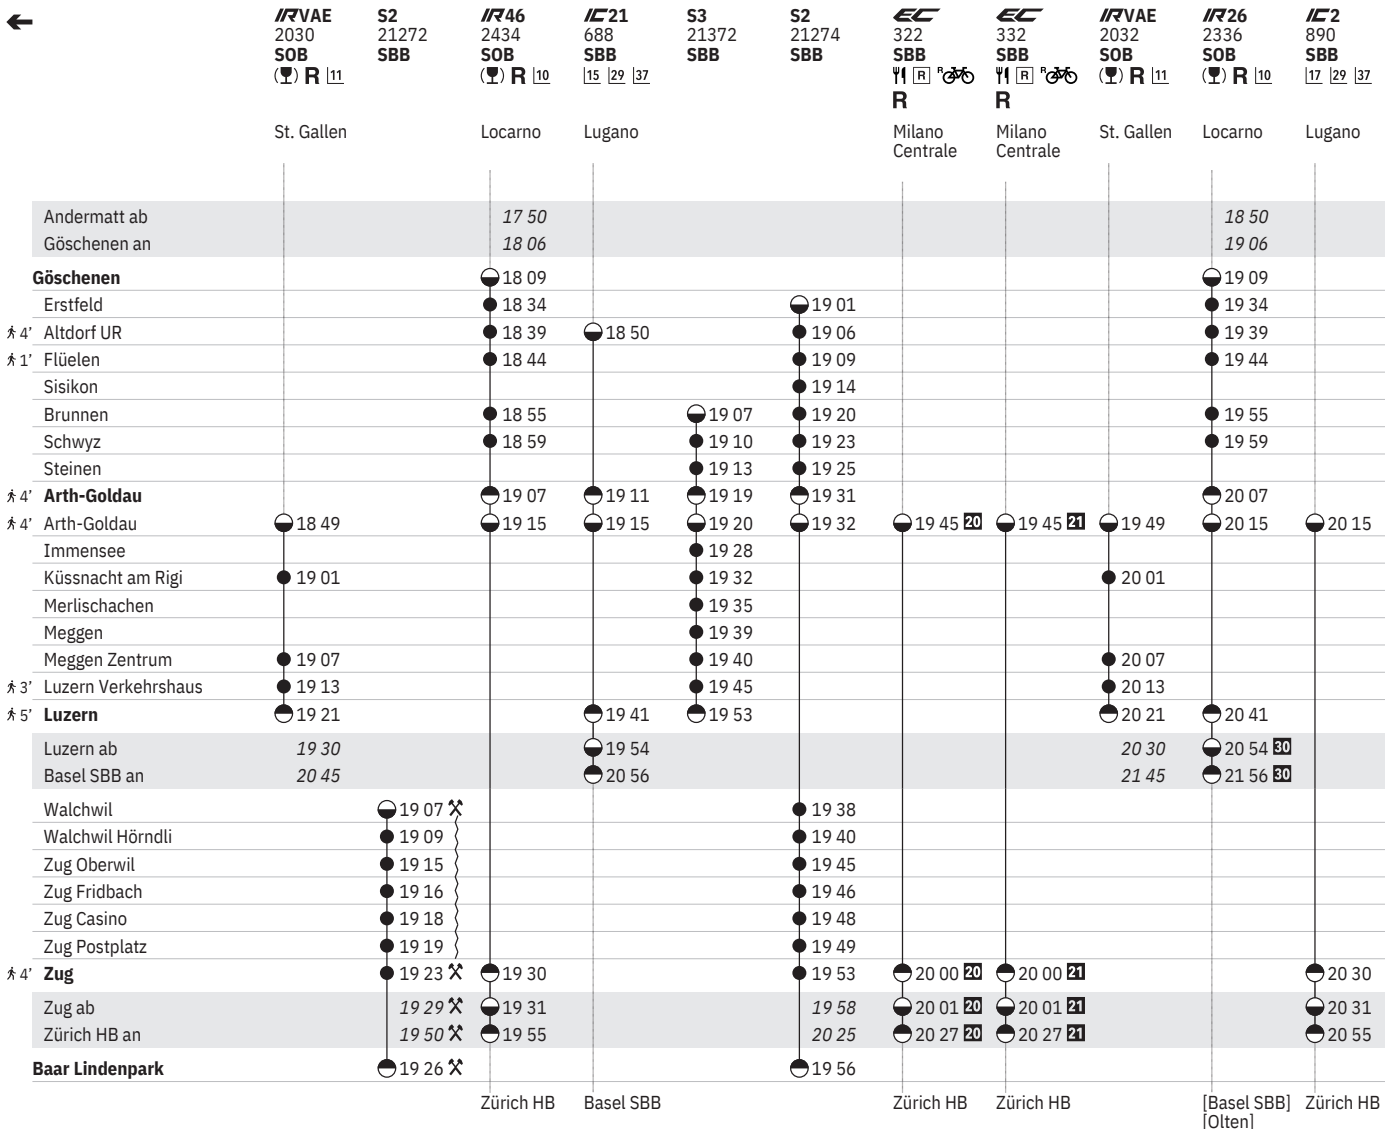 IR VAE S2 IR 46 IC 21 S3 S2 EC EC IR VAE IR 26 IC 2
2030 21272 2434 688 21372 21274 322 332 2032 2336 890
SOB SBB SOB SBB SBB SBB SBB SBB SOB SOB SBB
( ) R 11 ( ) R 10 15 29 37 R R R R ( ) R 11 ( ) R 10 17 29 37
R R
St. Gallen Locarno Lugano Milano Milano St. Gallen Locarno Lugano
Centrale Centrale
Andermatt ab 17 50 18 50
Göschenen an 18 06 19 06
Göschenen 18 09 19 09
Erstfeld 18 34 19 01 19 34
4’ Altdorf UR 18 39 18 50 19 06 19 39
1’ Flüelen 18 44 19 09 19 44
Sisikon 19 14
Brunnen 18 55 19 07 19 20 19 55
Schwyz 18 59 19 10 19 23 19 59
Steinen 19 13 19 25
4’ Arth-Goldau 19 07 19 11 19 19 19 31 20 07
4’ Arth-Goldau 18 49 19 15 19 15 19 20 19 32 19 45 20 19 45 21 19 49 20 15 20 15
Immensee 19 28
Küssnacht am Rigi 19 01 19 32 20 01
Merlischachen 19 35
Meggen 19 39
Meggen Zentrum 19 07 19 40 20 07
3’ Luzern Verkehrshaus 19 13 19 45 20 13
5’ Luzern 19 21 19 41 19 53 20 21 20 41
Luzern ab 19 30 19 54 20 30 20 54 30
Basel SBB an 20 45 20 56 21 45 21 56 30
Walchwil 19 07 19 38
Walchwil Hörndli 19 09 19 40
Zug Oberwil 19 15 19 45
Zug Fridbach 19 16 19 46
Zug Casino 19 18 19 48
Zug Postplatz 19 19 19 49
4’ Zug 19 23 19 30 19 53 20 00 20 20 00 21 20 30
Zug ab 19 29 19 31 19 58 20 01 20 20 01 21 20 31
Zürich HB an 19 50 19 55 20 25 20 27 20 20 27 21 20 55
Baar Lindenpark 19 26 19 56
Zürich HB Basel SBB Zürich HB Zürich HB [Basel SBB] Zürich HB
[Olten]